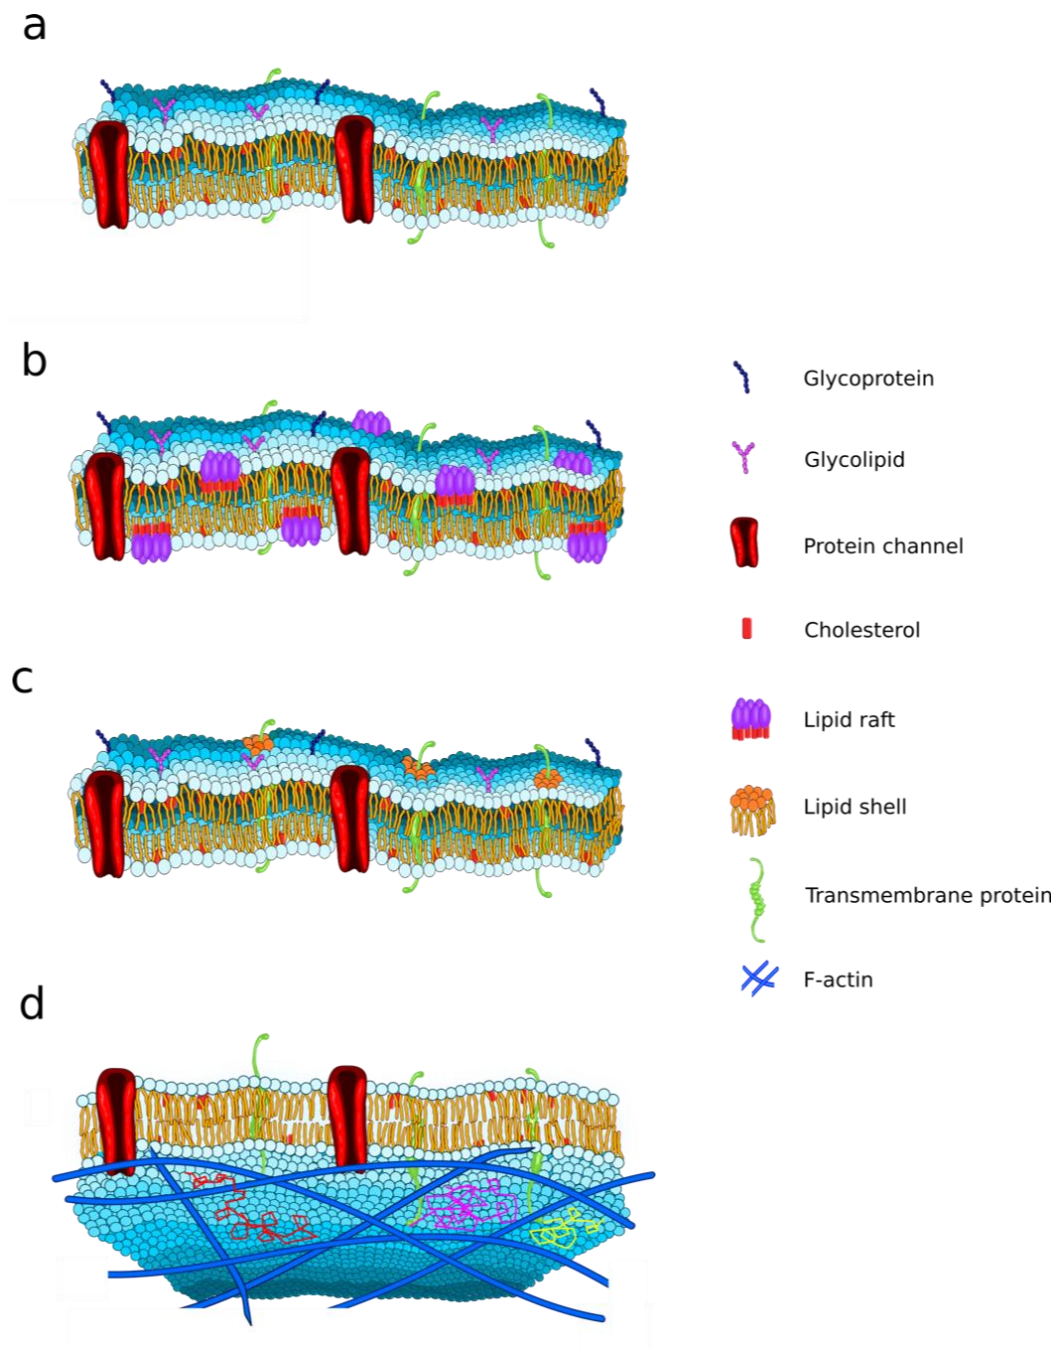 a
b
Glycoprotein
Glycolipid
Protein channel
Cholesterol
c
Lipid raft
Lipid shell
Transmembrane protein
F-actin
d